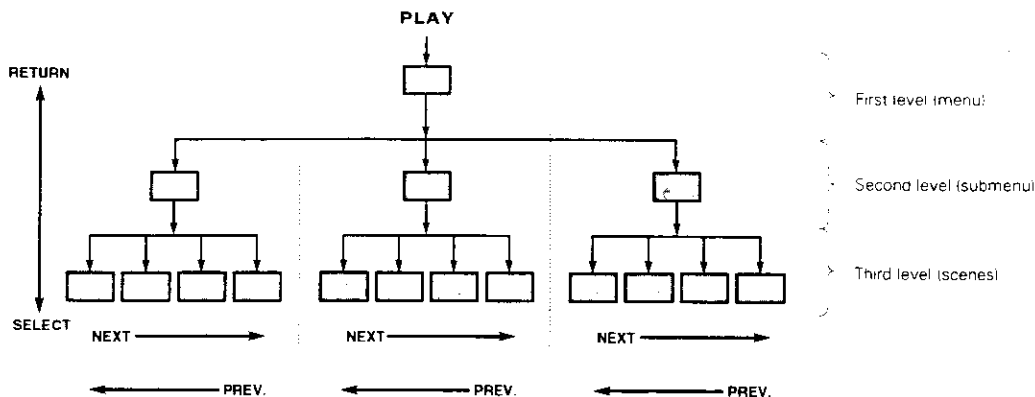 PLAY
RETURN
First level (menu)
Second level (submenu)
Third level (scenes)
SELECT
NEXT
NEXT
NEXT
PREV.
PREV.
PREV.